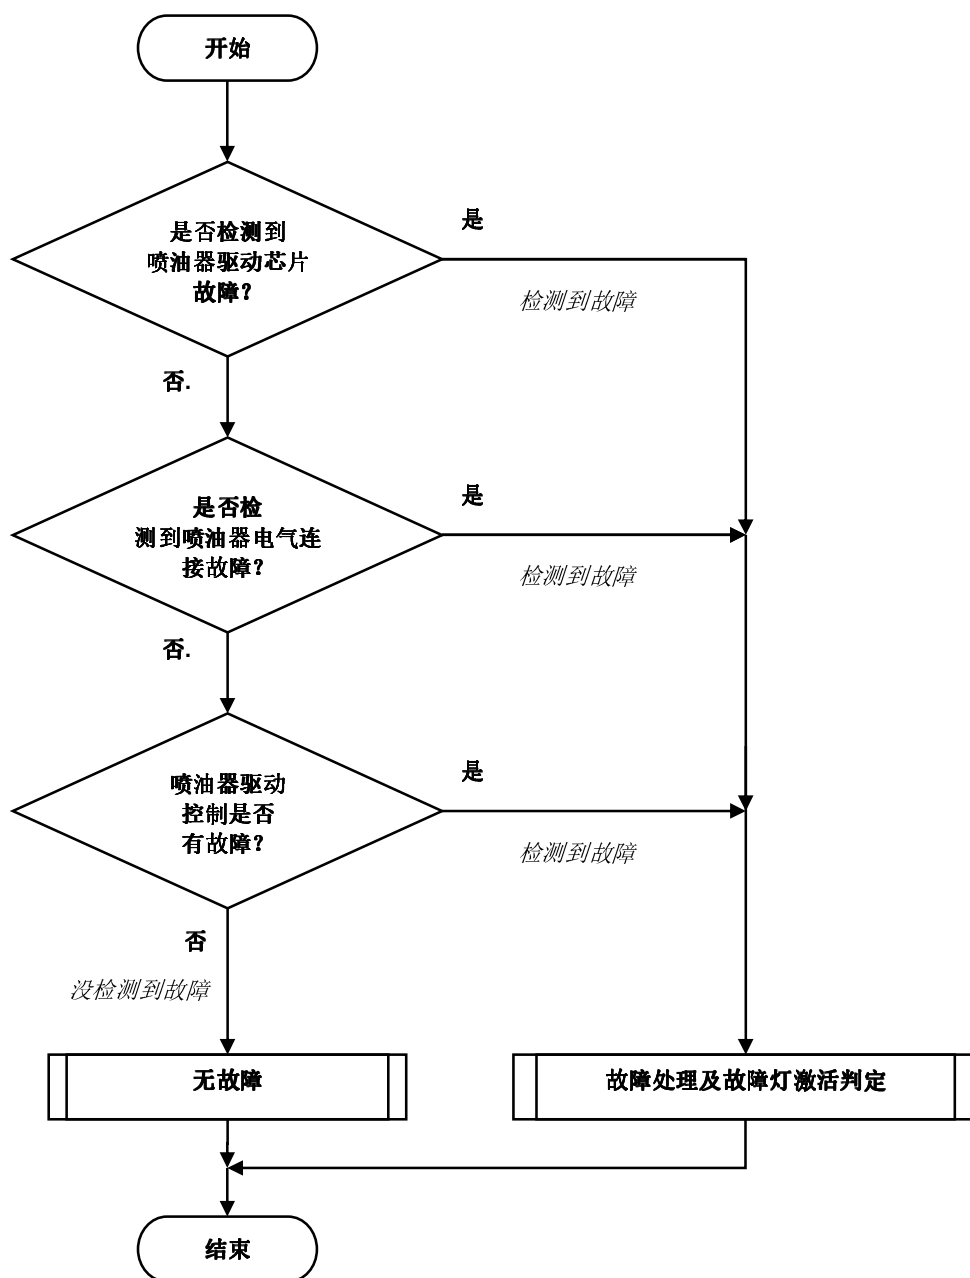 开始
是否检测到
喷油器驱动芯片
故障？
是
检测到故障
否.
是否检
测到喷油器电气连
接故障？
是
检测到故障
否.
喷油器驱动
控制是否
有故障？
是
检测到故障
否
没检测到故障
无故障
故障处理及故障灯激活判定
结束